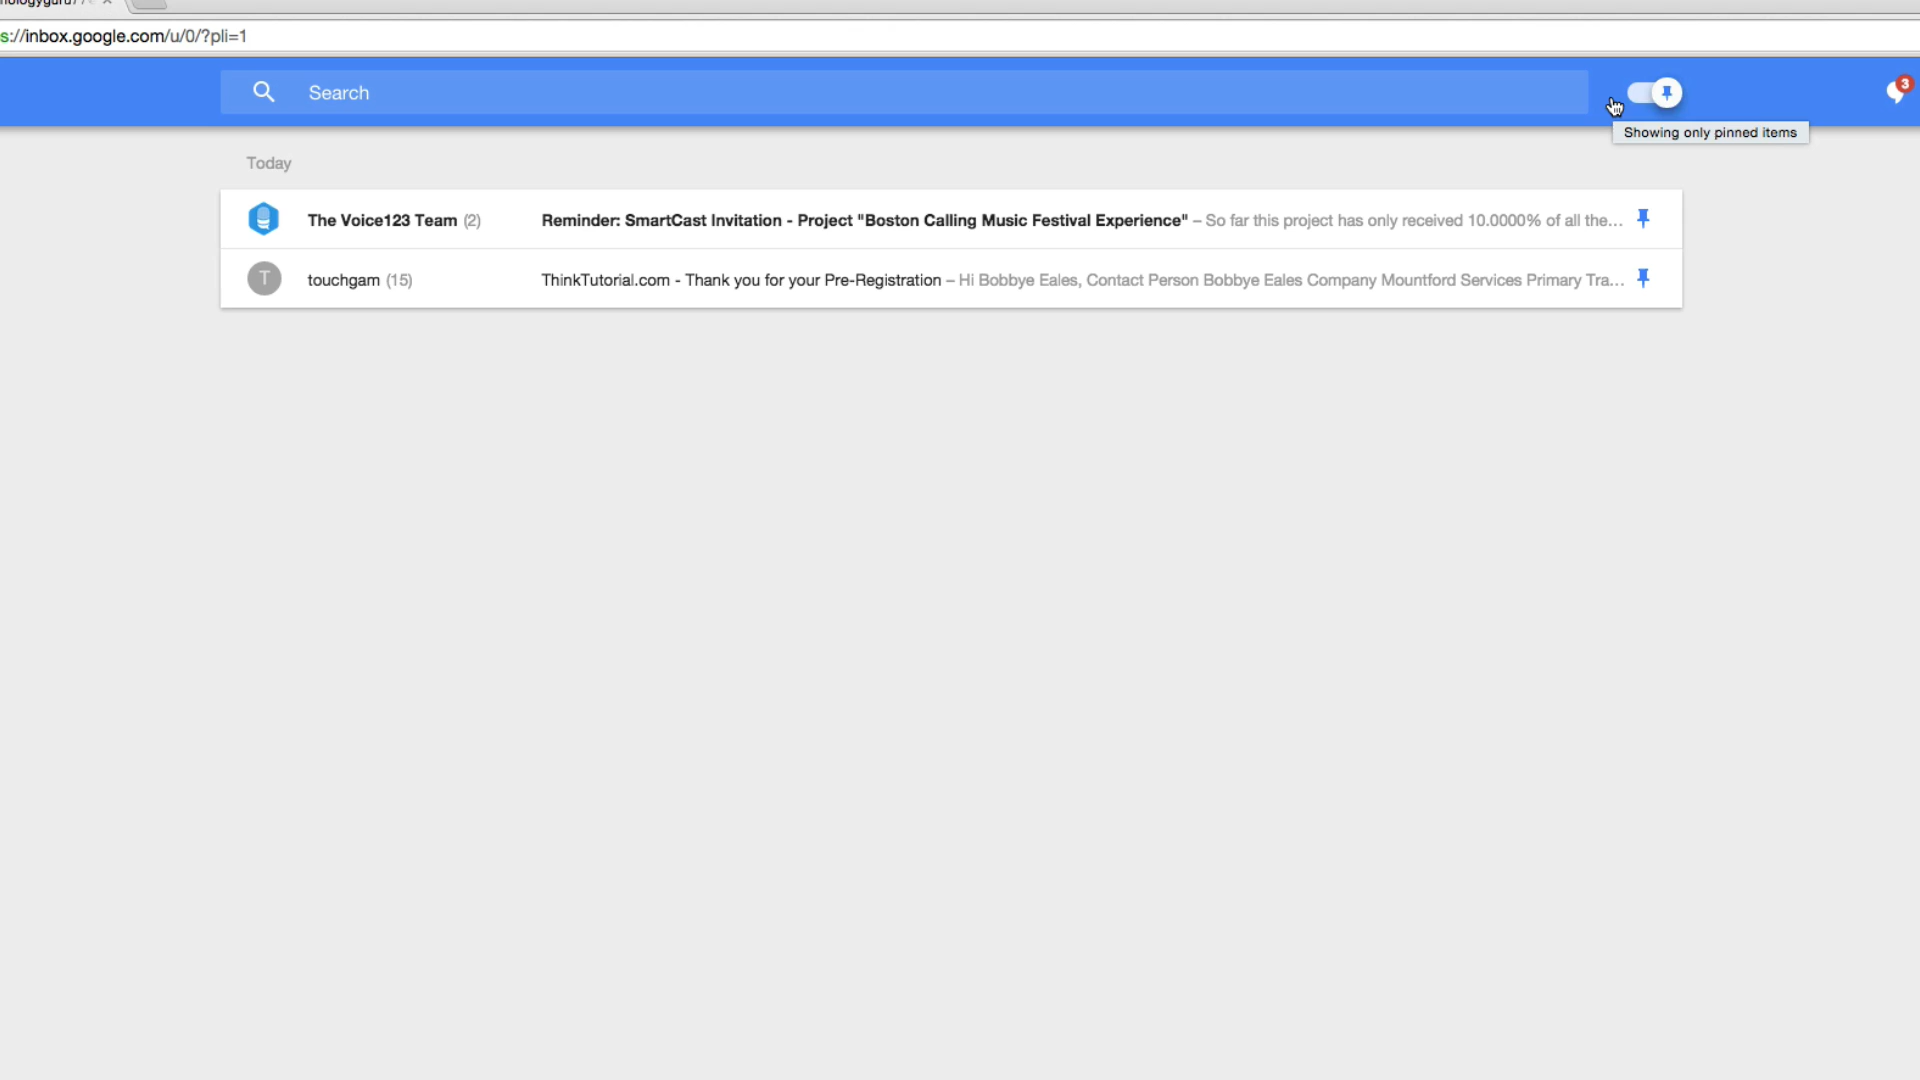 s://inbox.google.com/u/0/?pli=1
Search
3
Showing only pinned items
Today
The Voice123 Team (2) Reminder: SmartCast Invitation - Project "Boston Calling Music Festival Experience" – So far this project has only received 10.0000% of all the...
T touchgam (15) ThinkTutorial.com - Thank you for your Pre-Registration – Hi Bobbye Eales, Contact Person Bobbye Eales Company Mountford Services Primary Tra...